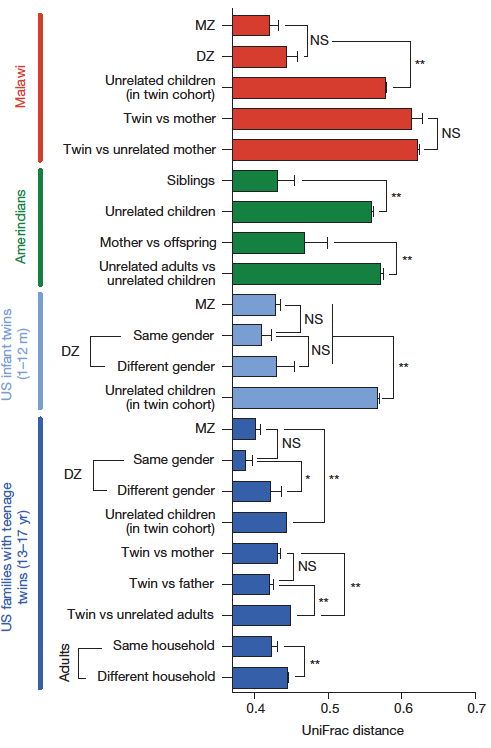 Malawi
MZ
NS
DZ
**
Unrelated children
(in twin cohort)
Twin vs mother
NS
Twin vs unrelated mother
Amerindians
Siblings
**
Unrelated children
Mother vs offspring
**
Unrelated adults vs
unrelated children
US infant twins
(1–12 m)
MZ
NS
DZ
Same gender
NS
Different gender
**
Unrelated children
(in twin cohort)
US families with teenage
twins (13–17 yr)
MZ
NS
DZ
Same gender
*
**
Different gender
Unrelated children
(in twin cohort)
Twin vs mother
NS
**
Twin vs father
**
Twin vs unrelated adults
Adults
Same household
**
Different household
0.4
0.5
0.6
0.7
UniFrac distance